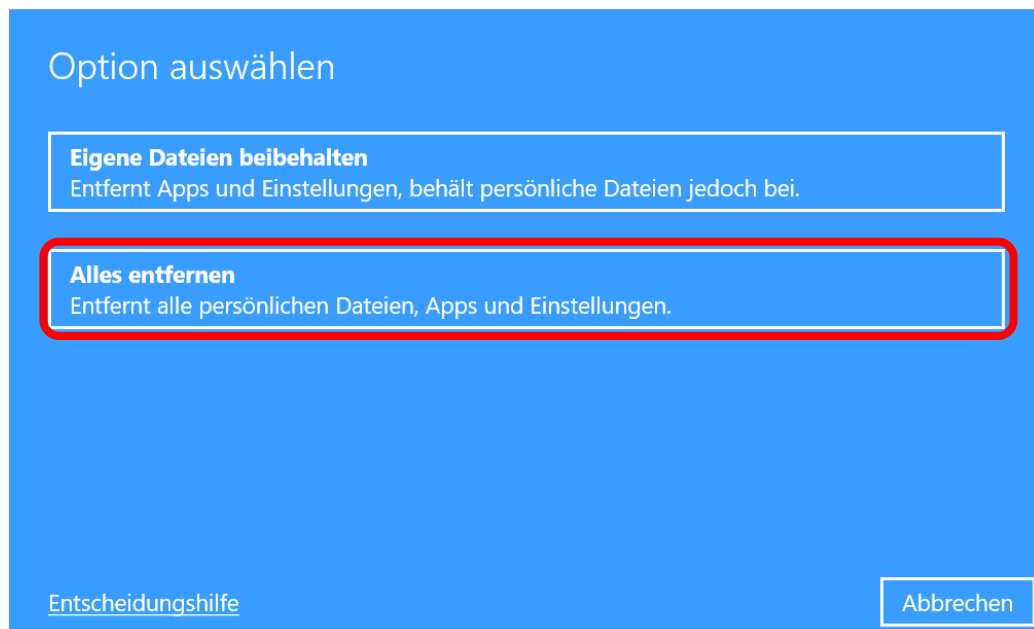 Option auswählen
Eigene Dateien beibehalten
Entfernt Apps und Einstellungen, behält persönliche Dateien jedoch bei.
Alles entfernen
Entfernt alle persönlichen Dateien, Apps und Einstellungen.
Entscheidungshilfe
Abbrechen